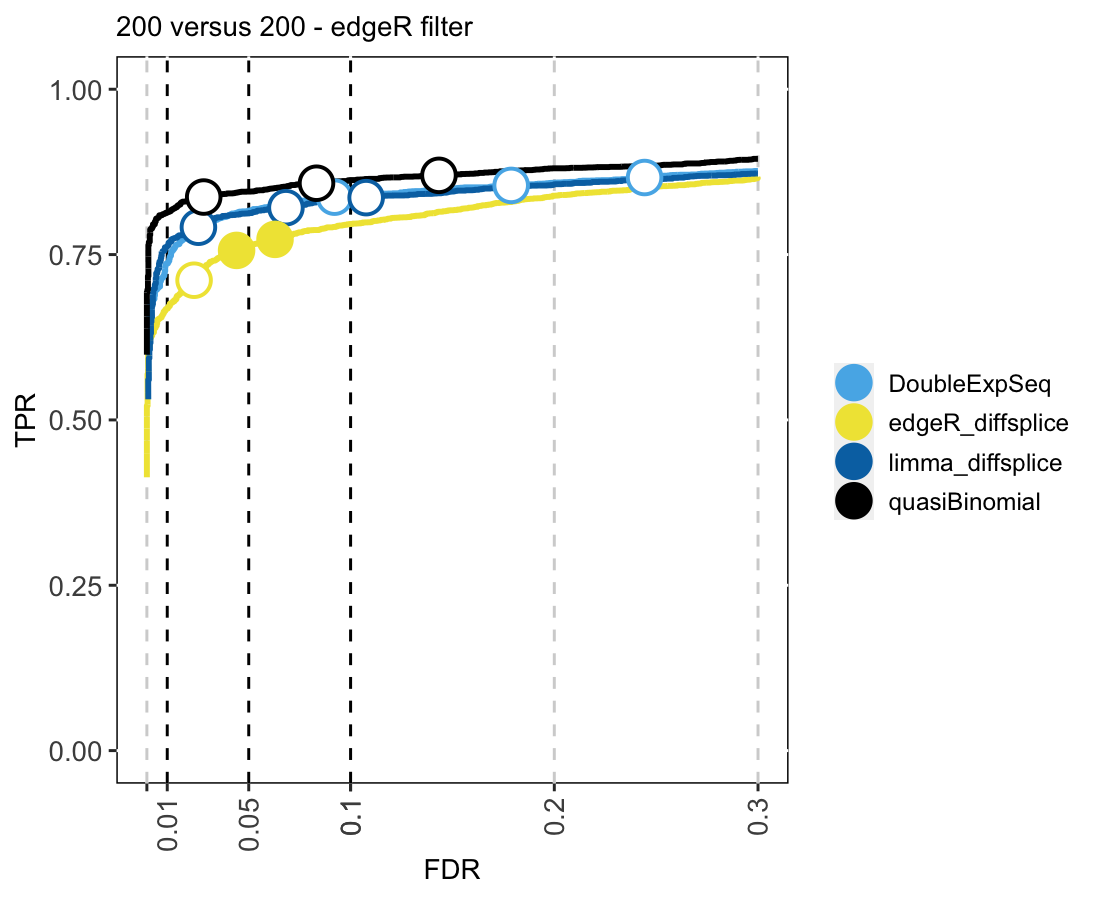 200 versus 200 - edgeR filter
TPR
1.00
0.75
0.50
0.25
0.00
0.01
0.05
0.1
0.2
0.3
FDR
DoubleExpSeq
edgeR_diffsplice
limma_diffsplice
quasiBinomial